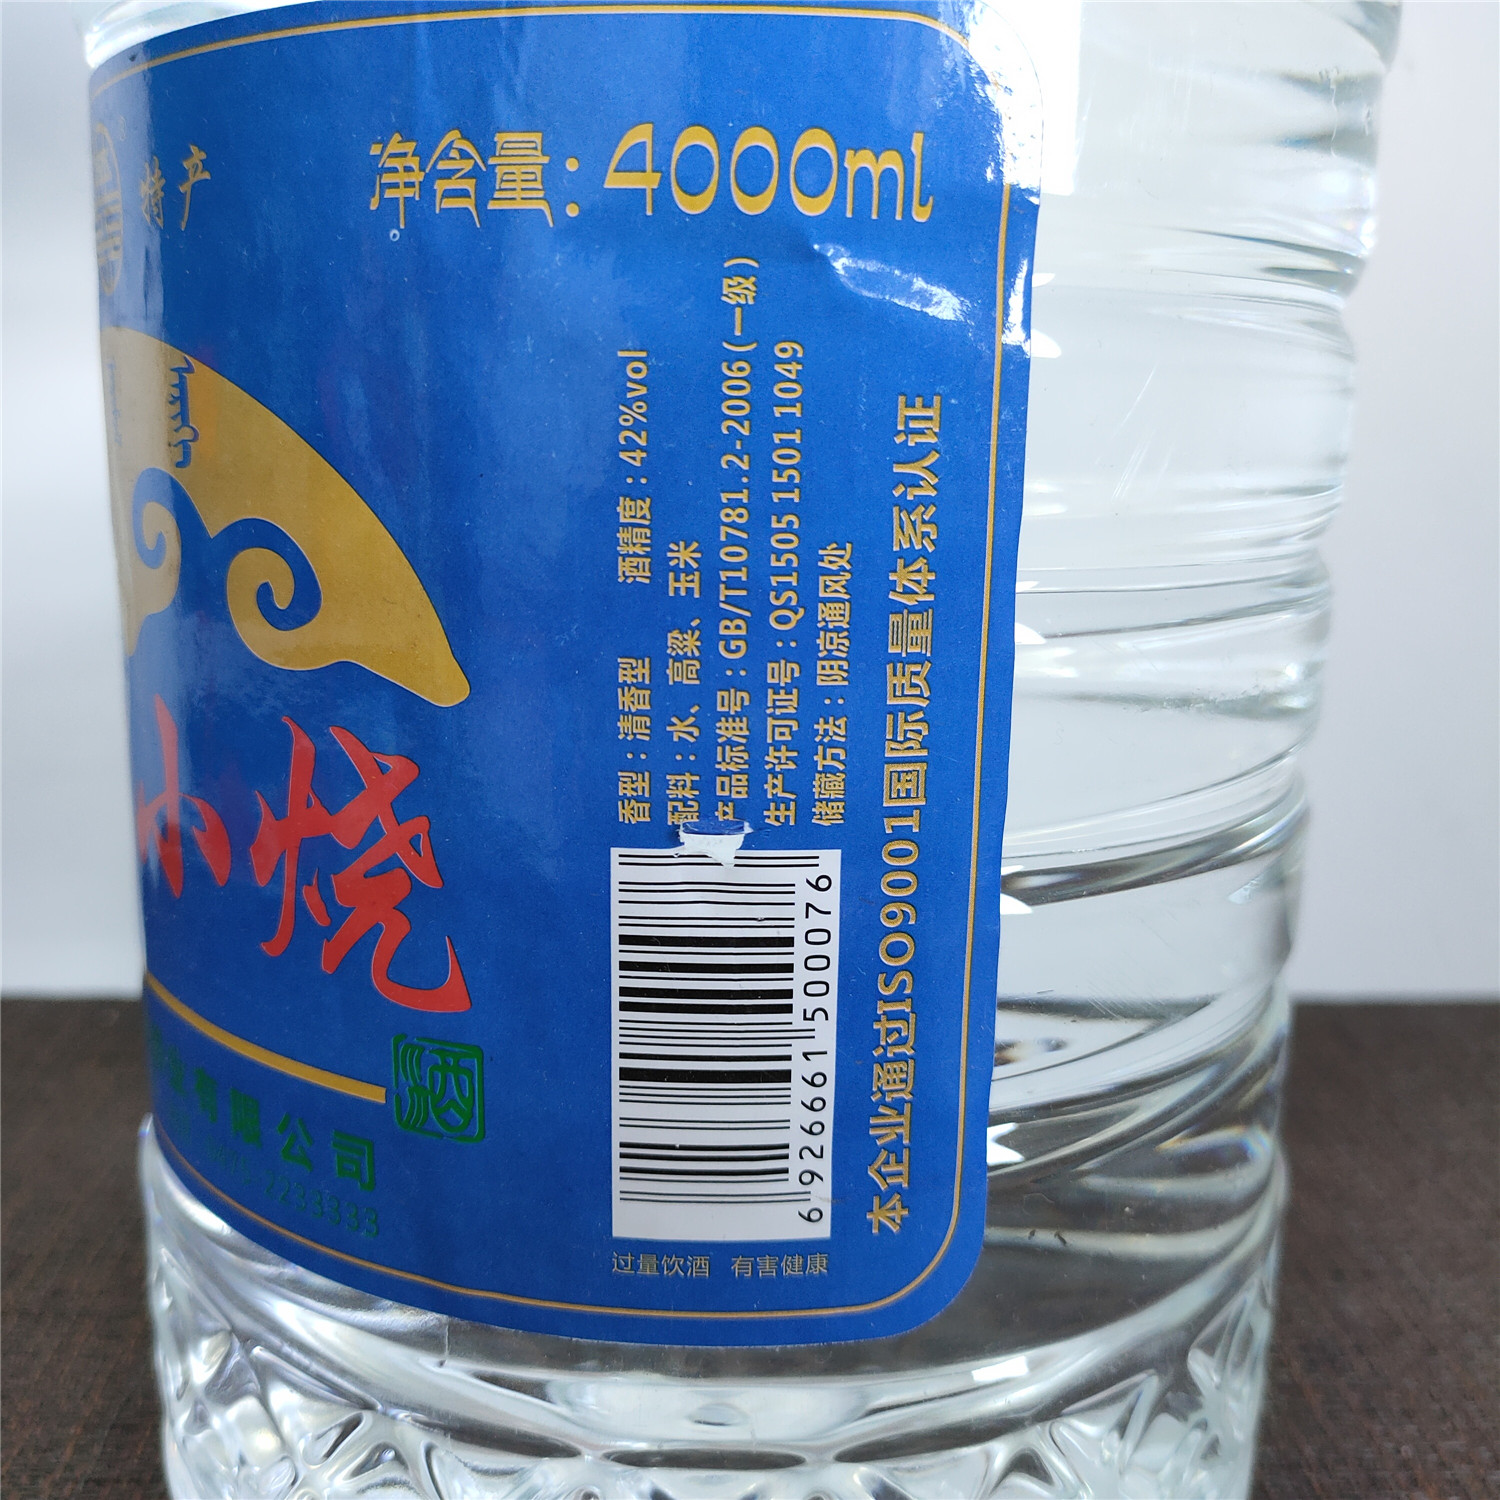 特产
净含量：4000ml
小烧
酒
有限公司
2233333
香型：清香型 酒精度：42%vol
配料：水、高粱、玉米
产品标准号：GB/T10781.2-2006（一级）
生产许可证号：QS1505 1501 1049
储藏方法：阴凉通风处
本企业通过ISO9001国际质量体系认证
6 926661 500076
过量饮酒 有害健康